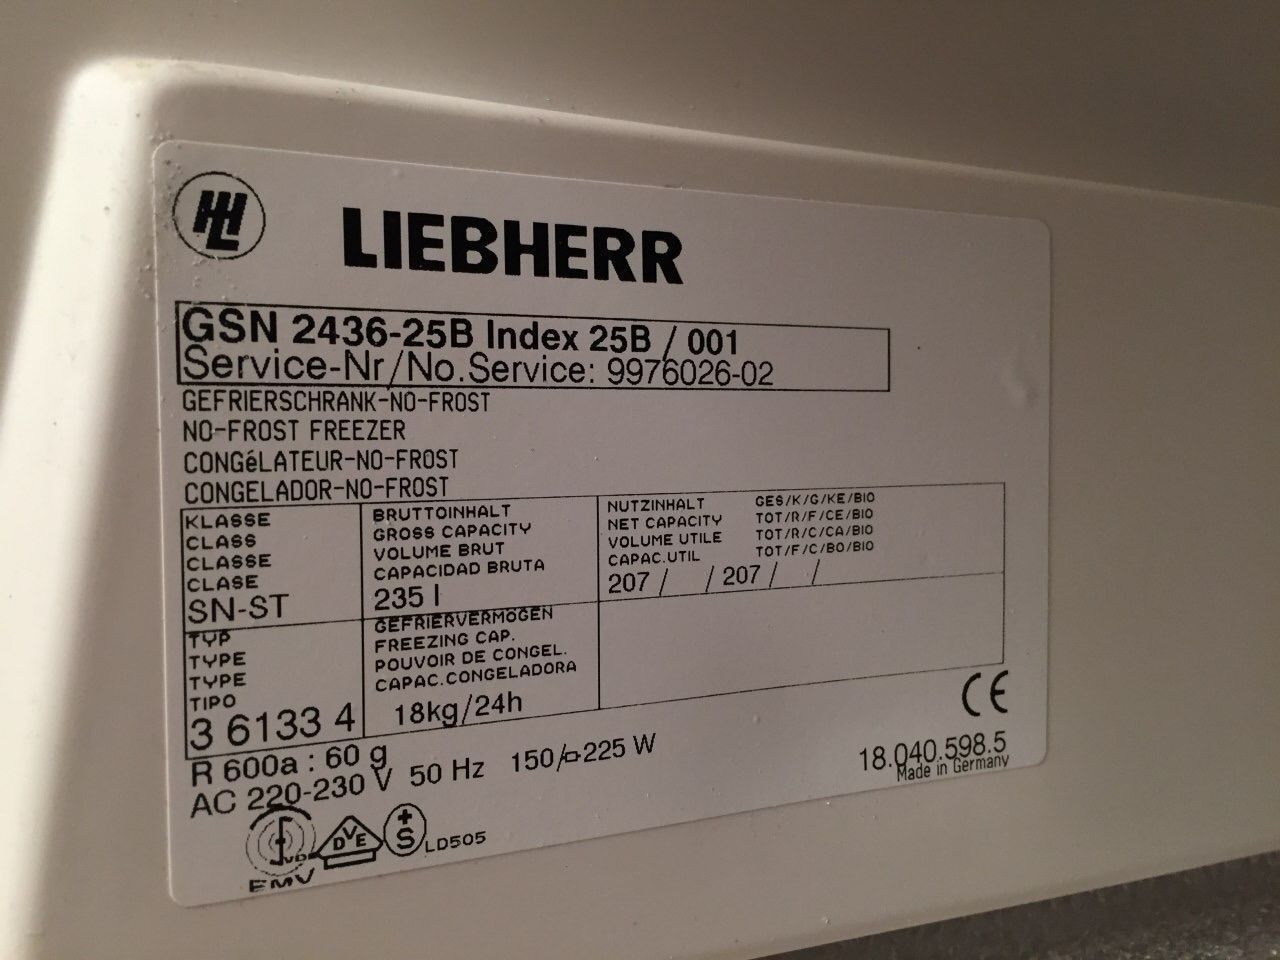 HL
LIEBHERR
GSN 2436-25B Index 25B / 001
Service-Nr/No.Service: 9976026-02
GEFRIERSCHRANK-NO-FROST
NO-FROST FREEZER
CONGéLATEUR-NO-FROST
CONGELADOR-NO-FROST
KLASSE
CLASS
CLASSE
CLASE
SN-ST
BRUTTOINHALT
GROSS CAPACITY
VOLUME BRUT
CAPACIDAD BRUTA
235 l
NUTZINHALT GES/K/G/KE/BIO
NET CAPACITY TOT/R/F/CE/BIO
VOLUME UTILE TOT/R/C/CA/BIO
CAPAC.UTIL TOT/F/C/BO/BIO
207 / / 207 / /
TYP
TYPE
TYPE
TIPO
3 6133 4
GEFRIERVERMöGEN
FREEZING CAP.
POUVOIR DE CONGEL.
CAPAC.CONGELADORA
18kg/24h
R 600a : 60 g
AC 220-230 V 50 Hz 150/225 W
CE
18.040.598.5
Made in Germany
VDE
DVE
+
S
LD505
EMV